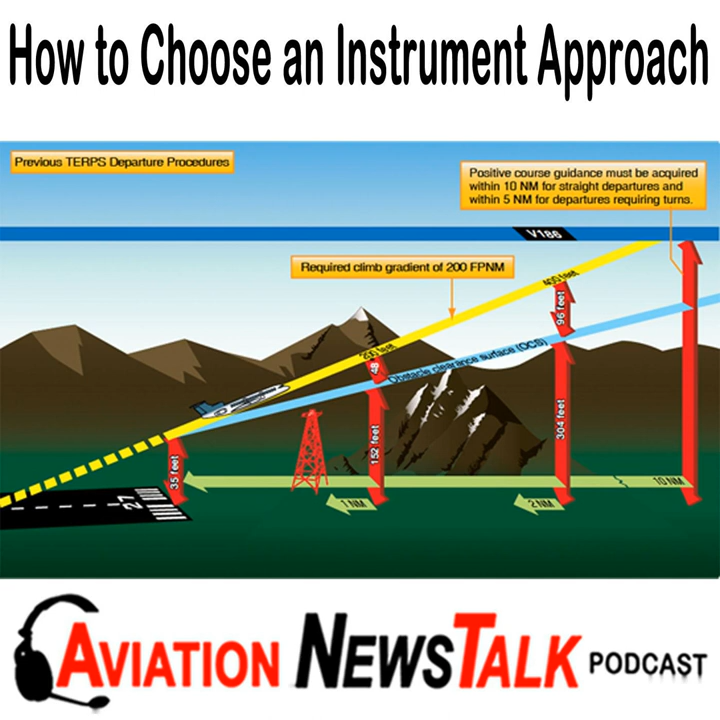 How to Choose an Instrument Approach
Previous TERPS Departure Procedures
Positive course guidance must be acquired
within 10 NM for straight departures and
within 5 NM for departures requiring turns.
V186
Required climb gradient of 200 FPNM
400 feet
96 feet
200 feet
48
Obstacle clearance surface (OCS)
304 feet
152 feet
35 feet
10 NM
1 NM
2 NM
27
AVIATION NEWSTALK PODCAST